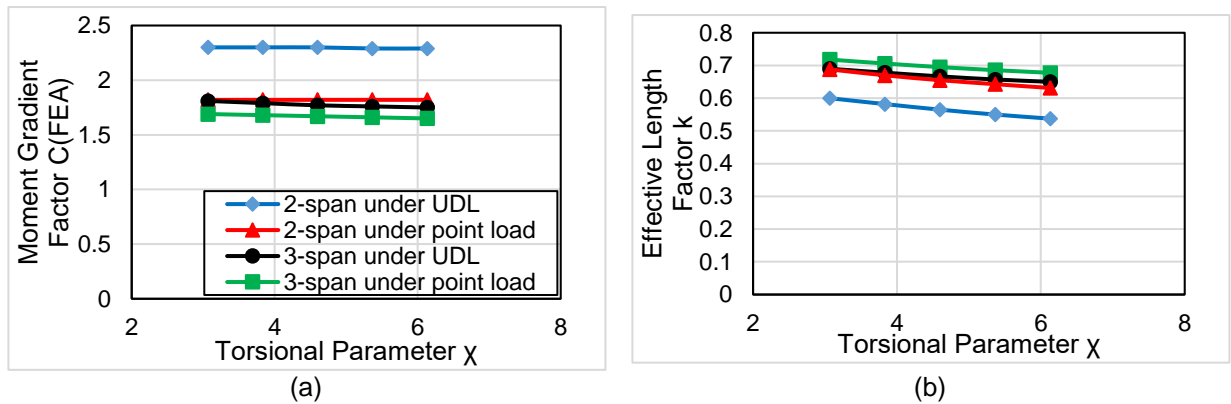 Moment Gradient
Factor C(FEA)
2.5
2
1.5
1
0.5
0
2-span under UDL
2-span under point load
3-span under UDL
3-span under point load
2 4 6 8
Torsional Parameter χ
(a)
Effective Length
Factor k
0.8
0.7
0.6
0.5
0.4
0.3
0.2
0.1
0
2 4 6 8
Torsional Parameter χ
(b)